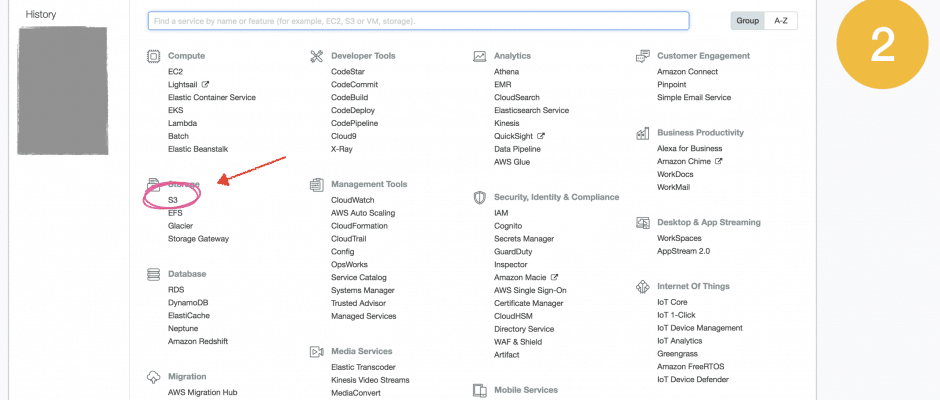 History
Find a service by name or feature (for example, EC2, S3 or VM, storage).
Group
A-Z
2
Compute
EC2
Lightsail
Elastic Container Service
EKS
Lambda
Batch
Elastic Beanstalk
Storage
S3
EFS
Glacier
Storage Gateway
Database
RDS
DynamoDB
ElastiCache
Neptune
Amazon Redshift
Migration
AWS Migration Hub
Developer Tools
CodeStar
CodeCommit
CodeBuild
CodeDeploy
CodePipeline
Cloud9
X-Ray
Management Tools
CloudWatch
AWS Auto Scaling
CloudFormation
CloudTrail
Config
OpsWorks
Service Catalog
Systems Manager
Trusted Advisor
Managed Services
Media Services
Elastic Transcoder
Kinesis Video Streams
MediaConvert
Analytics
Athena
EMR
CloudSearch
Elasticsearch Service
Kinesis
QuickSight
Data Pipeline
AWS Glue
Security, Identity & Compliance
IAM
Cognito
Secrets Manager
GuardDuty
Inspector
Amazon Macie
AWS Single Sign-On
Certificate Manager
CloudHSM
Directory Service
WAF & Shield
Artifact
Mobile Services
Customer Engagement
Amazon Connect
Pinpoint
Simple Email Service
Business Productivity
Alexa for Business
Amazon Chime
WorkDocs
WorkMail
Desktop & App Streaming
WorkSpaces
AppStream 2.0
Internet Of Things
IoT Core
IoT 1-Click
IoT Device Management
IoT Analytics
Greengrass
Amazon FreeRTOS
IoT Device Defender